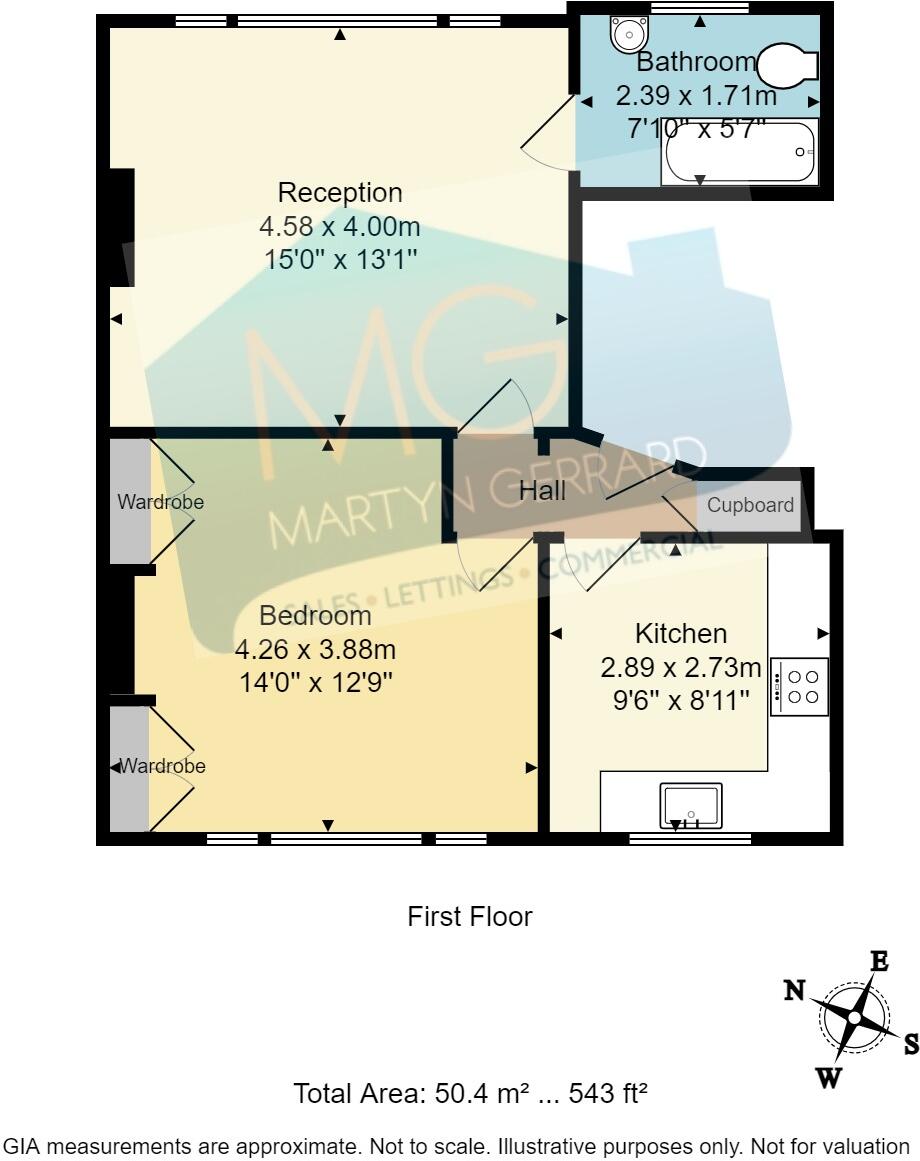 Bathroom
2.39 x 1.71m
7'10" x 5'7"
Reception
4.58 x 4.00m
15'0" x 13'1"
MG
MARTYN GERRARD
SALES • LETTINGS • COMMERCIAL
Wardrobe
Hall
Cupboard
Bedroom
4.26 x 3.88m
14'0" x 12'9"
Kitchen
2.89 x 2.73m
9'6" x 8'11"
Wardrobe
First Floor
E
N
S
W
Total Area: 50.4 m² ... 543 ft²
GIA measurements are approximate. Not to scale. Illustrative purposes only. Not for valuation